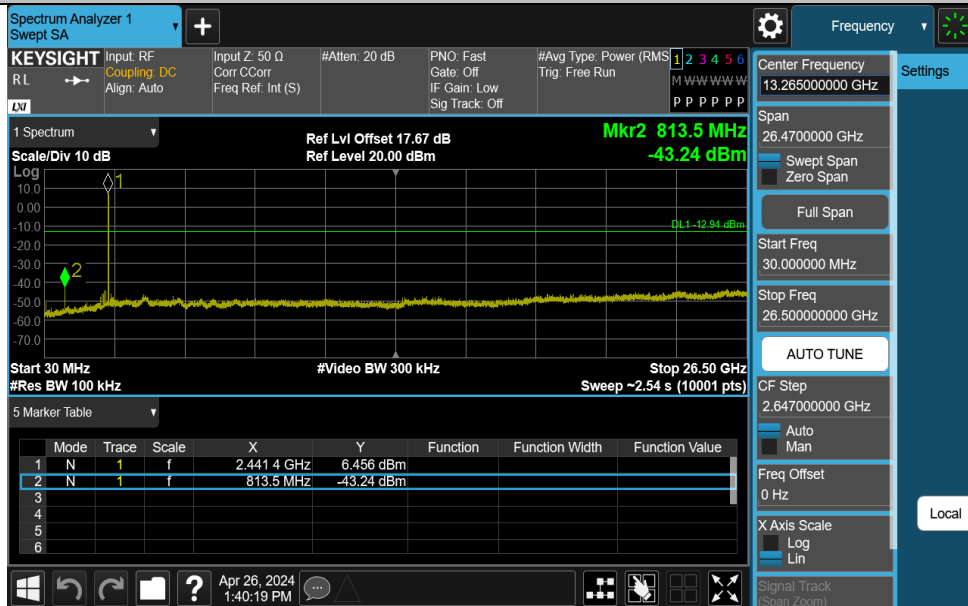 Spectrum Analyzer 1
Swept SA
+
Frequency
KEYSIGHT
RL
LXI
Input: RF
Coupling: DC
Align: Auto
Input Z: 50 Ω
Corr CCorr
Freq Ref: Int (S)
#Atten: 20 dB
PNO: Fast
Gate: Off
IF Gain: Low
Sig Track: Off
#Avg Type: Power (RMS
Trig: Free Run
1 2 3 4 5 6
M W W W W W
P P P P P P
1 Spectrum
Scale/Div 10 dB
Ref Lvl Offset 17.67 dB
Ref Level 20.00 dBm
Mkr2 813.5 MHz
-43.24 dBm
Log
10.0
0.00
-10.0
-20.0
-30.0
-40.0
-50.0
-60.0
-70.0
1
2
DL1 -12.94 dBm
Start 30 MHz
#Res BW 100 kHz
#Video BW 300 kHz
Stop 26.50 GHz
Sweep ~2.54 s (10001 pts)
5 Marker Table
Mode Trace Scale X Y Function Function Width Function Value
1 N 1 f 2.441 4 GHz 6.456 dBm
2 N 1 f 813.5 MHz -43.24 dBm
3
4
5
6
?
Apr 26, 2024
1:40:19 PM
Center Frequency
13.265000000 GHz
Span
26.4700000 GHz
Swept Span
Zero Span
Full Span
Start Freq
30.000000 MHz
Stop Freq
26.500000000 GHz
AUTO TUNE
CF Step
2.647000000 GHz
Auto
Man
Freq Offset
0 Hz
X Axis Scale
Log
Lin
Signal Track
(Span Zoom)
Settings
Local